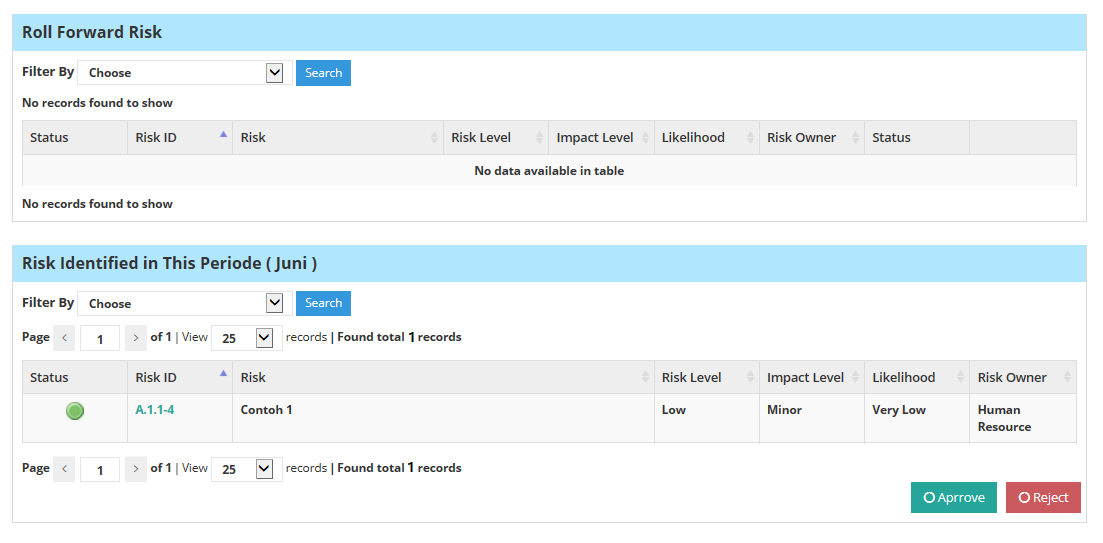 Roll Forward Risk
Filter By Choose Search
No records found to show
Status Risk ID Risk Risk Level Impact Level Likelihood Risk Owner Status
No data available in table
No records found to show
Risk Identified in This Periode ( Juni )
Filter By Choose Search
Page < 1 > of 1 | View 25 records | Found total 1 records
Status Risk ID Risk Risk Level Impact Level Likelihood Risk Owner
A.1.1-4 Contoh 1 Low Minor Very Low Human
Resource
Page < 1 > of 1 | View 25 records | Found total 1 records
Aprrove Reject